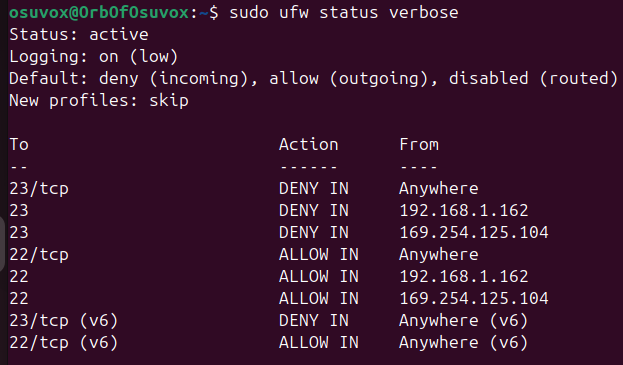 osuvox@OrbOfOsuvox:~$ sudo ufw status verbose
Status: active
Logging: on (low)
Default: deny (incoming), allow (outgoing), disabled (routed)
New profiles: skip
To                         Action      From
--                         ------      ----
23/tcp                     DENY IN     Anywhere
23                         DENY IN     192.168.1.162
23                         DENY IN     169.254.125.104
22/tcp                     ALLOW IN    Anywhere
22                         ALLOW IN    192.168.1.162
22                         ALLOW IN    169.254.125.104
23/tcp (v6)                DENY IN     Anywhere (v6)
22/tcp (v6)                ALLOW IN    Anywhere (v6)